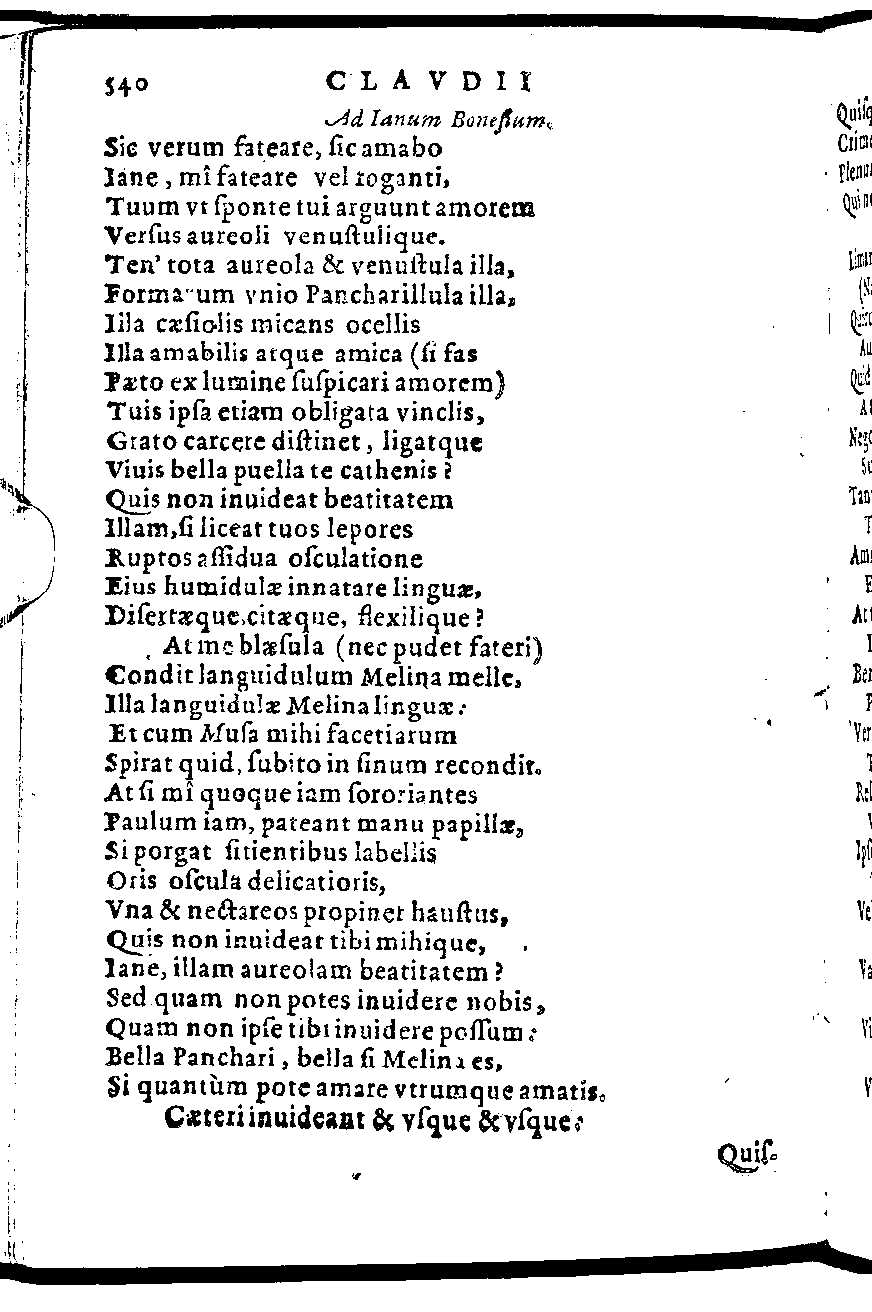 540 CLAVDII
Ad Ianum Bonefium.
Sic verum fateare, ſic amabo
Iane, mî fateare vel roganti,
Tuum vt ſponte tui arguunt amorem
Verſus aureoli venuſtulique.
Ten' tota aureola & venuſtula illa,
Formarum vnio Pancharillula illa,
Illa cæſiolis micans ocellis
Illa amabilis atque amica (ſi fas
Pæto ex lumine ſuſpicari amorem)
Tuis ipſa etiam obligata vinclis,
Grato carcere diſtinet, ligatque
Viuis bella puella te cathenis?
Quis non inuideat beatitatem
Illam, ſi liceat tuos lepores
Ruptos aſſidua oſculatione
Eius humidulæ innatare linguæ,
Diſertæque, citæque, flexilique?
At me blæſula (nec pudet fateri)
Condit languidulum Melina melle,
Illa languidulæ Melina linguæ:
Et cum Muſa mihi facetiarum
Spirat quid, ſubito in ſinum recondit.
At ſi mî quoque iam ſororiantes
Paulum iam, pateant manu papillæ,
Si porgat ſitientibus labellis
Oris oſcula delicatioris,
Vna & nectareos propinet hauſtus,
Quis non inuideat tibi mihique,
Iane, illam aureolam beatitatem?
Sed quam non potes inuidere nobis,
Quam non ipſe tibi inuidere poſſum:
Bella Panchari, bella ſi Melina es,
Si quantùm pote amare vtrumque amatis.
Cæteri inuideant & vſque & vſque:
Quiſ-